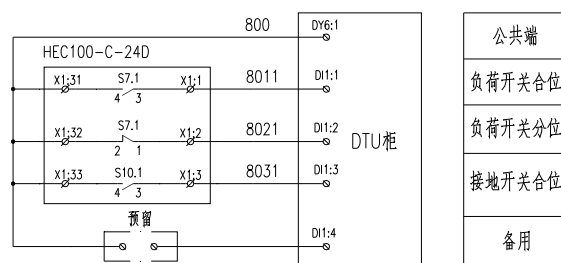 800 DY6:1 公共端
HEC100-C-24D
X1:31 S7.1 X1:1 8011 DI1:1 负荷开关合位
4 3
X1:32 S7.1 X1:2 8021 DI1:2 负荷开关分位
2 1 DTU柜
X1:33 S10.1 X1:3 8031 DI1:3 接地开关合位
4 3
预留
DI1:4 备用